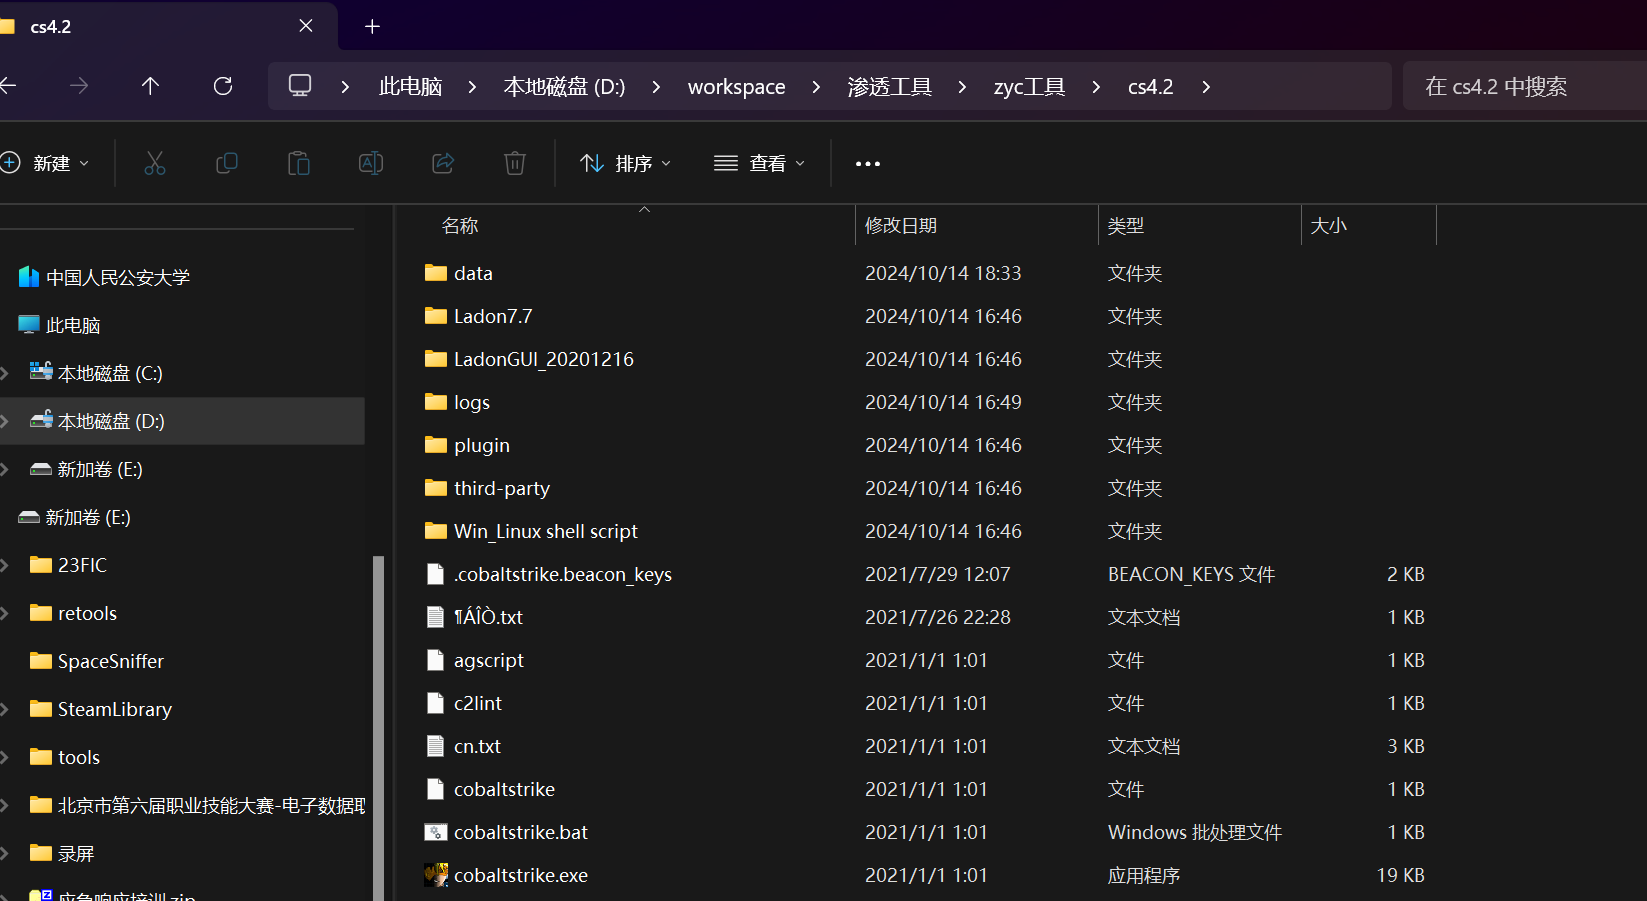 cs4.2
此电脑 本地磁盘 (D:) workspace 渗透工具 zyc工具 cs4.2 在 cs4.2 中搜索
新建 排序 查看
名称 修改日期 类型 大小
中国人民公安大学
此电脑
本地磁盘 (C:)
本地磁盘 (D:)
新加卷 (E:)
新加卷 (E:)
23FIC
retools
SpaceSniffer
SteamLibrary
tools
北京市第六届职业技能大赛-电子数据取
录屏
应急响应培训.zip
data 2024/10/14 18:33 文件夹
Ladon7.7 2024/10/14 16:46 文件夹
LadonGUI_20201216 2024/10/14 16:46 文件夹
logs 2024/10/14 16:49 文件夹
plugin 2024/10/14 16:46 文件夹
third-party 2024/10/14 16:46 文件夹
Win_Linux shell script 2024/10/14 16:46 文件夹
.cobaltstrike.beacon_keys 2021/7/29 12:07 BEACON_KEYS 文件 2 KB
¶ÁÎÒ.txt 2021/7/26 22:28 文本文档 1 KB
agscript 2021/1/1 1:01 文件 1 KB
c2lint 2021/1/1 1:01 文件 1 KB
cn.txt 2021/1/1 1:01 文本文档 3 KB
cobaltstrike 2021/1/1 1:01 文件 1 KB
cobaltstrike.bat 2021/1/1 1:01 Windows 批处理文件 1 KB
cobaltstrike.exe 2021/1/1 1:01 应用程序 19 KB